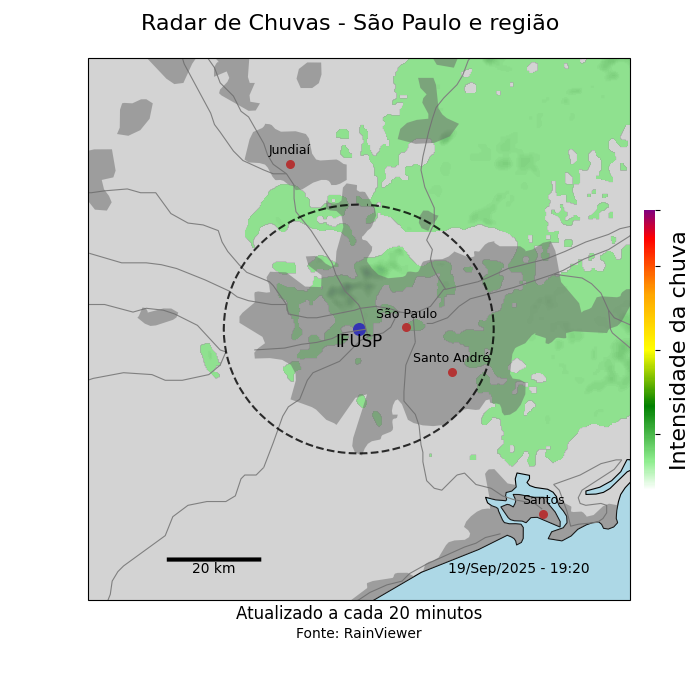 Radar de Chuvas - São Paulo e região
Jundiaí
São Paulo
IFUSP
Santo André
Santos
20 km
19/Sep/2025 - 19:20
Intensidade da chuva
Atualizado a cada 20 minutos
Fonte: RainViewer